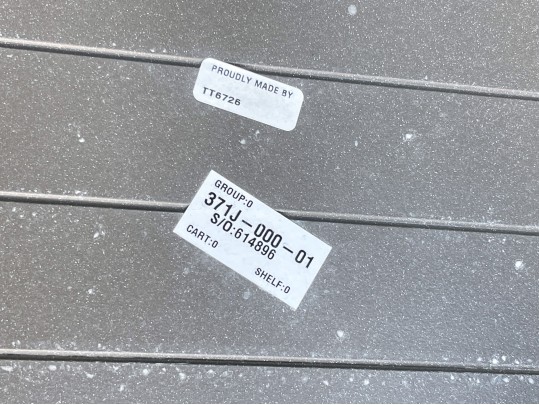 PROUDLY MADE BY
TT6726
GROUP:0
371J-000-01
S/O:614896
CART:0
SHELF:0